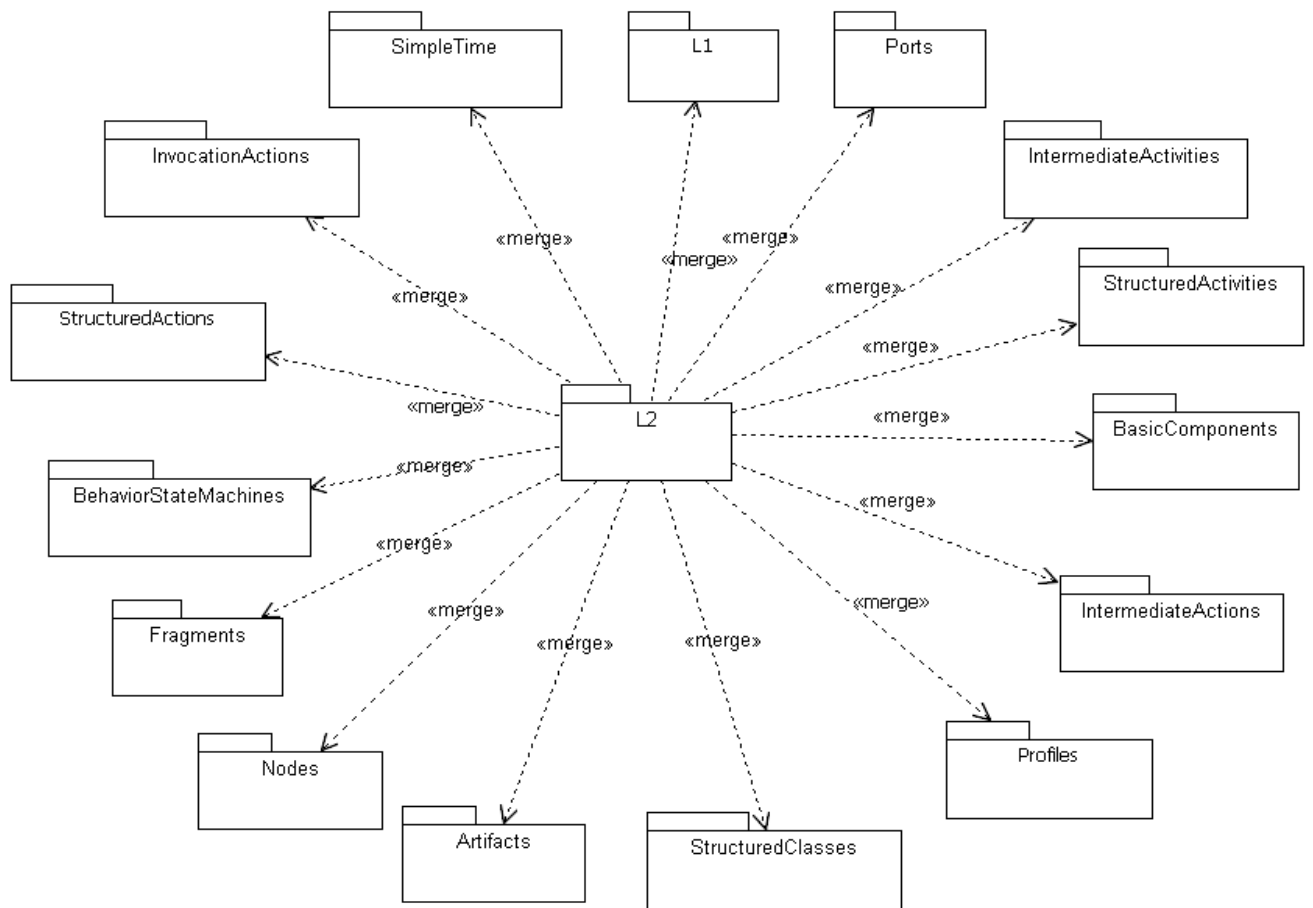 SimpleTime
L1
Ports
InvocationActions
IntermediateActivities
«merge»
«merge»
«merge»
StructuredActivities
«merge»
«merge»
StructuredActions
«merge»
«merge»
L2
«merge»
BasicComponents
«merge»
BehaviorStateMachines
«merge»
«merge»
«merge»
«merge»
IntermediateActions
Fragments
«merge»
«merge»
«merge»
Profiles
Nodes
Artifacts
StructuredClasses